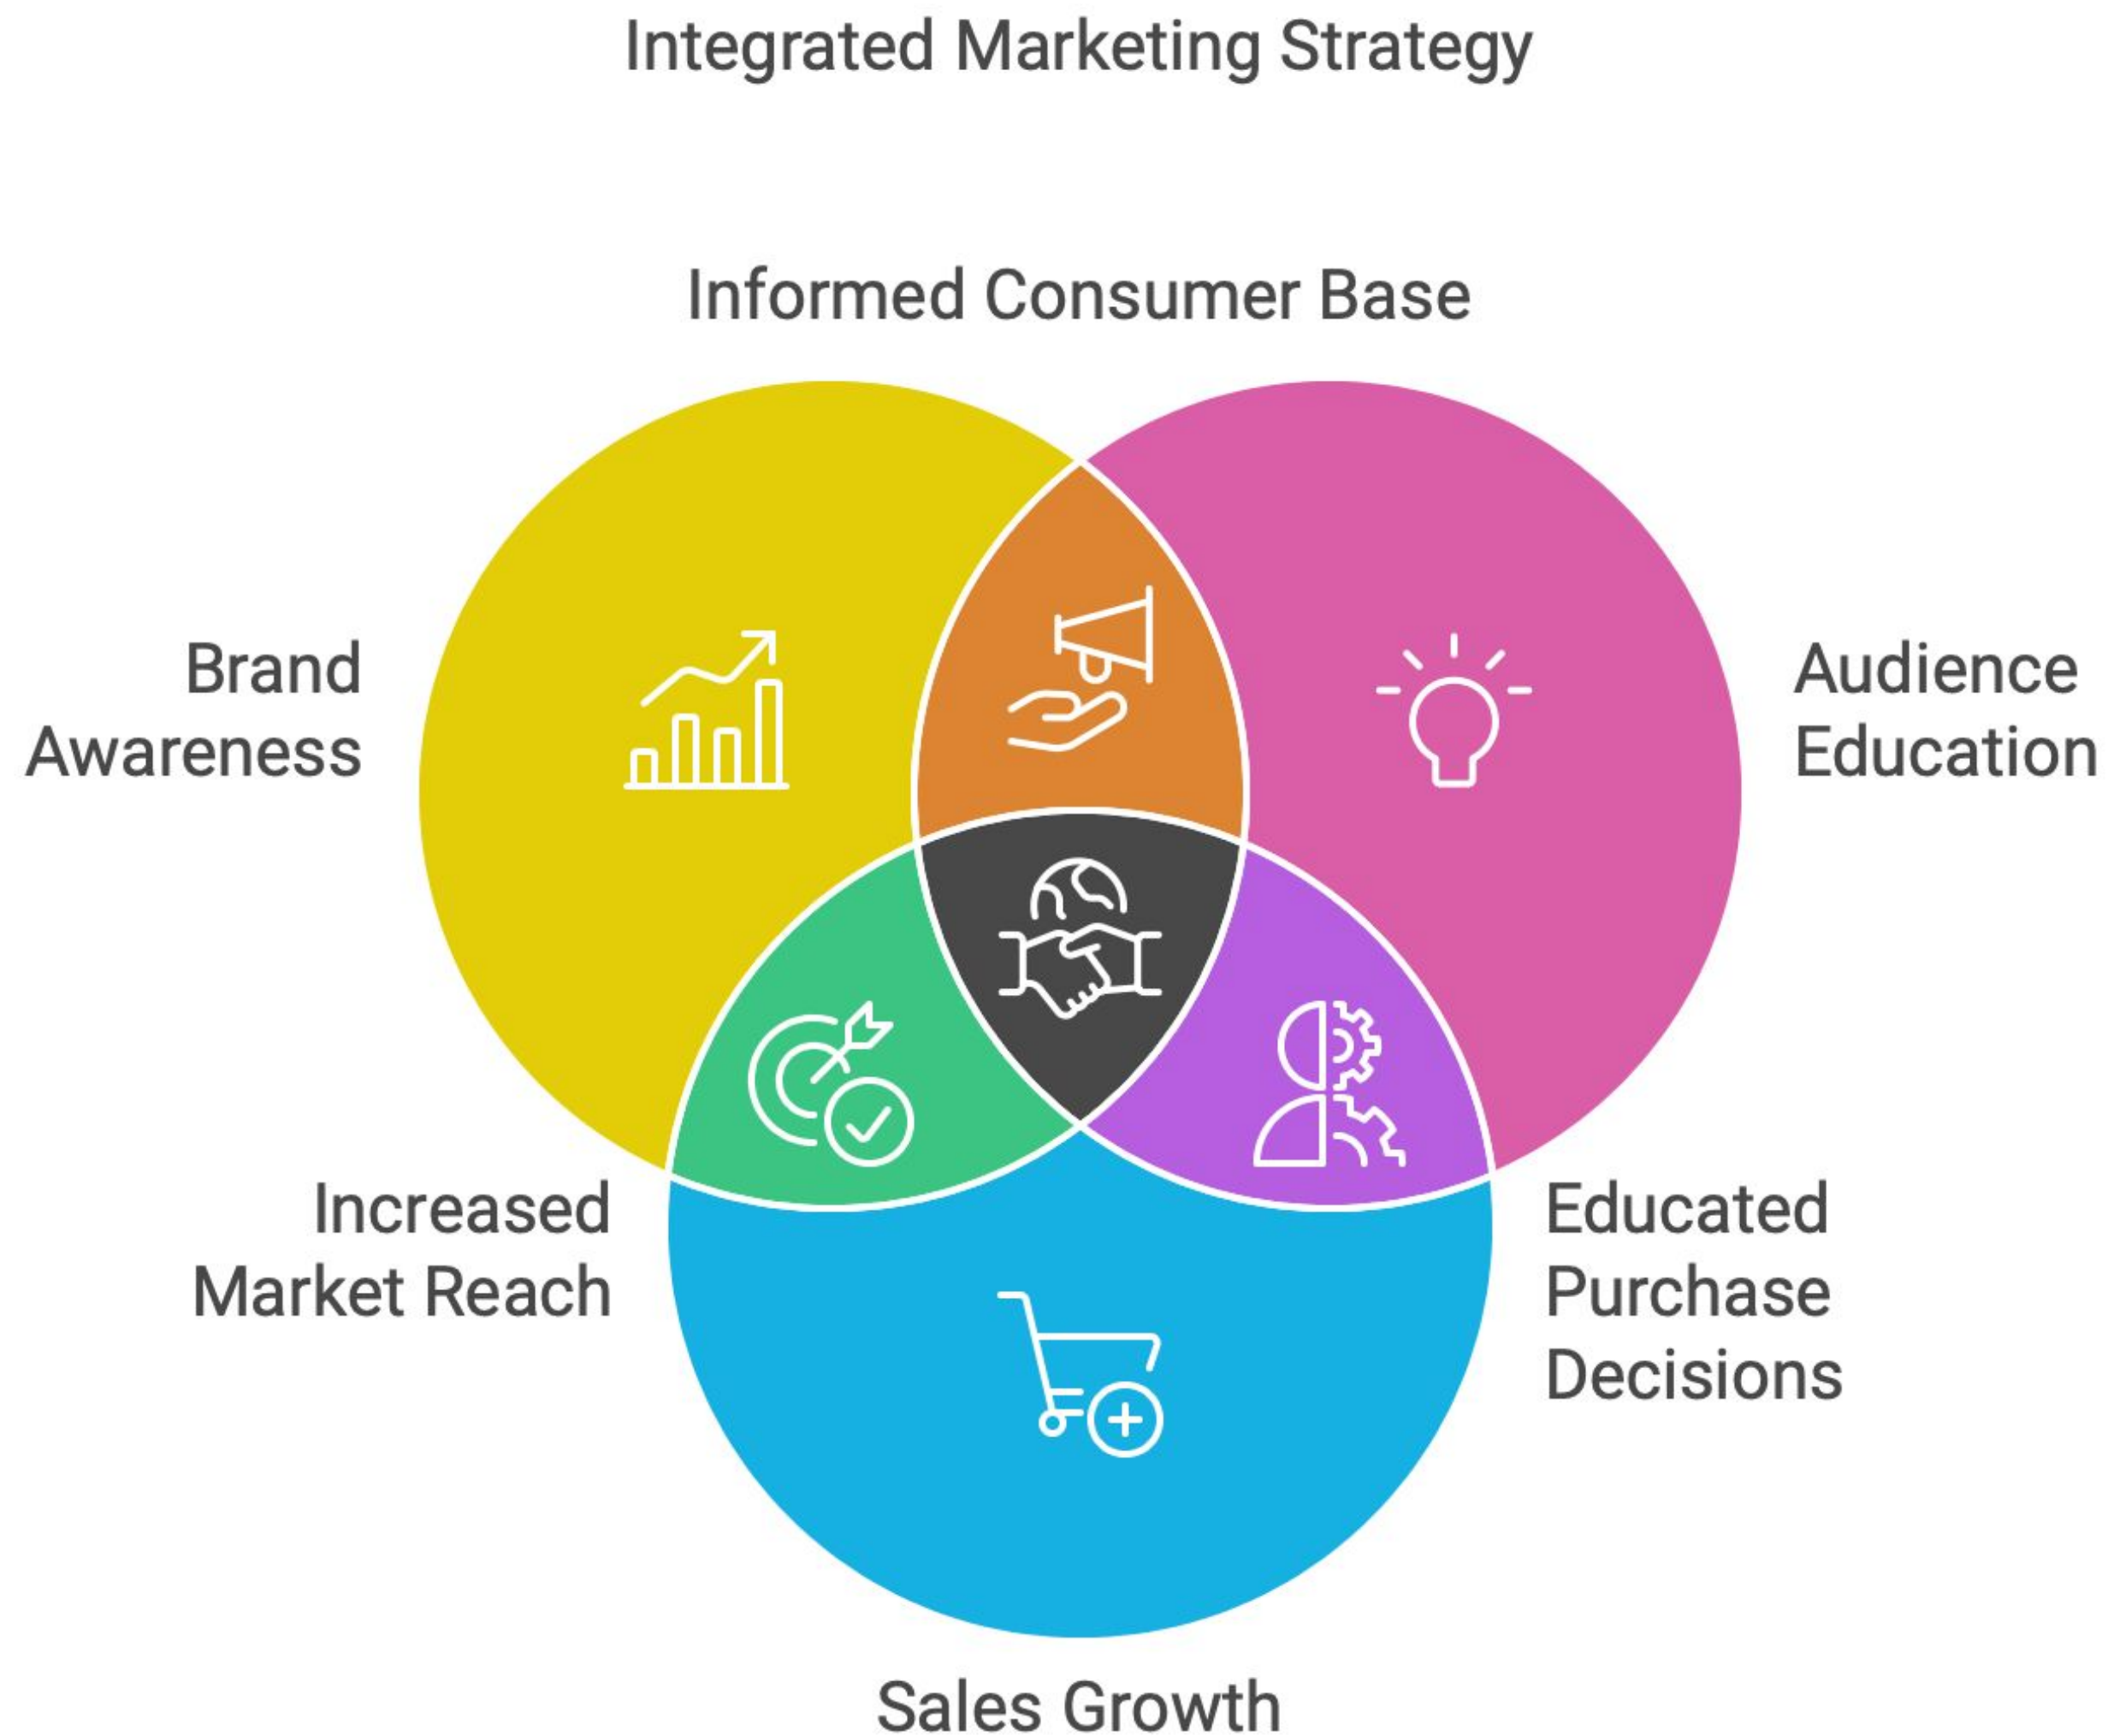 Integrated Marketing Strategy
Informed Consumer Base
Brand
Awareness
Audience
Education
Increased
Market Reach
Educated
Purchase
Decisions
Sales Growth